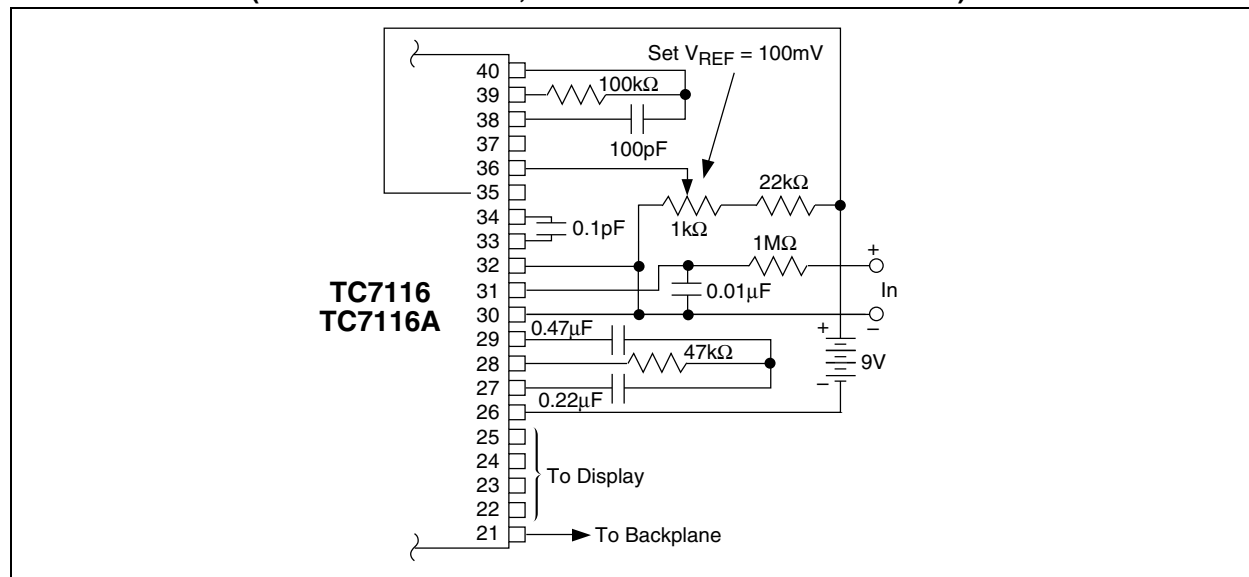 Set VREF = 100mV
40
39
38
37
36
35
34
33
32
31
30
29
28
27
26
25
24
23
22
21
100kΩ
100pF
22kΩ
1kΩ
0.1pF
1MΩ
0.01μF
+
In
–
TC7116
TC7116A
0.47μF
47kΩ
0.22μF
+
9V
–
To Display
To Backplane